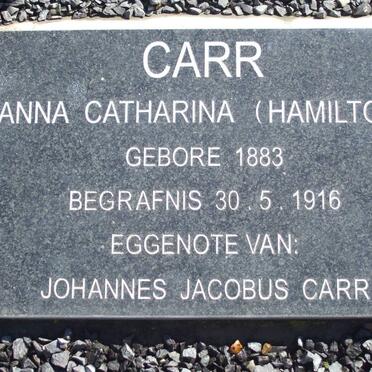 CARR
ANNA CATHARINA (HAMILTO
GEBORE 1883
BEGRAFNIS 30.5.1916
EGGENOTE VAN:
JOHANNES JACOBUS CARR